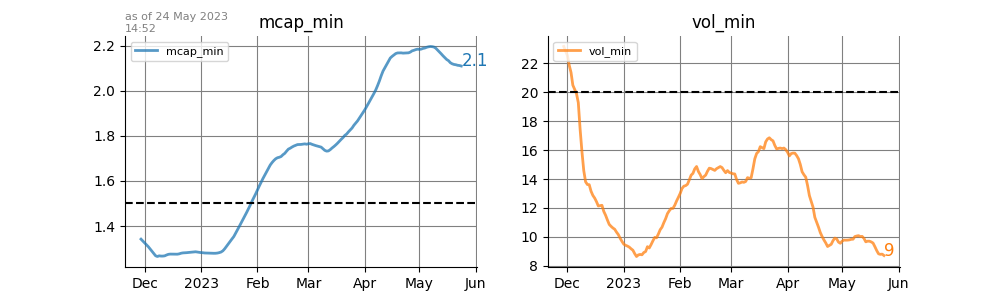 as of 24 May 2023
14:52
mcap_min
mcap_min
2.2
2.0
1.8
1.6
1.4
2.1
Dec 2023 Feb Mar Apr May Jun
vol_min
vol_min
22
20
18
16
14
12
10
8
9
Dec 2023 Feb Mar Apr May Jun